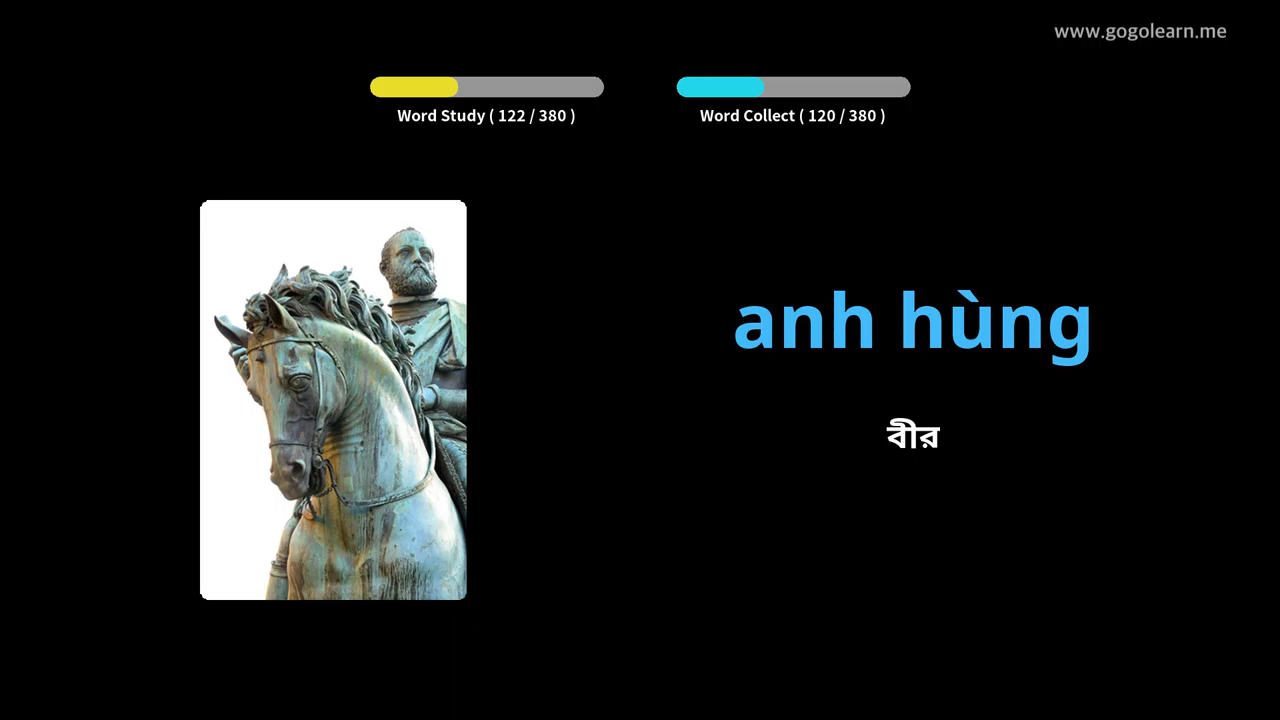 www.gogolearn.me
Word Study ( 122 / 380 )
Word Collect ( 120 / 380 )
anh hùng
বীর